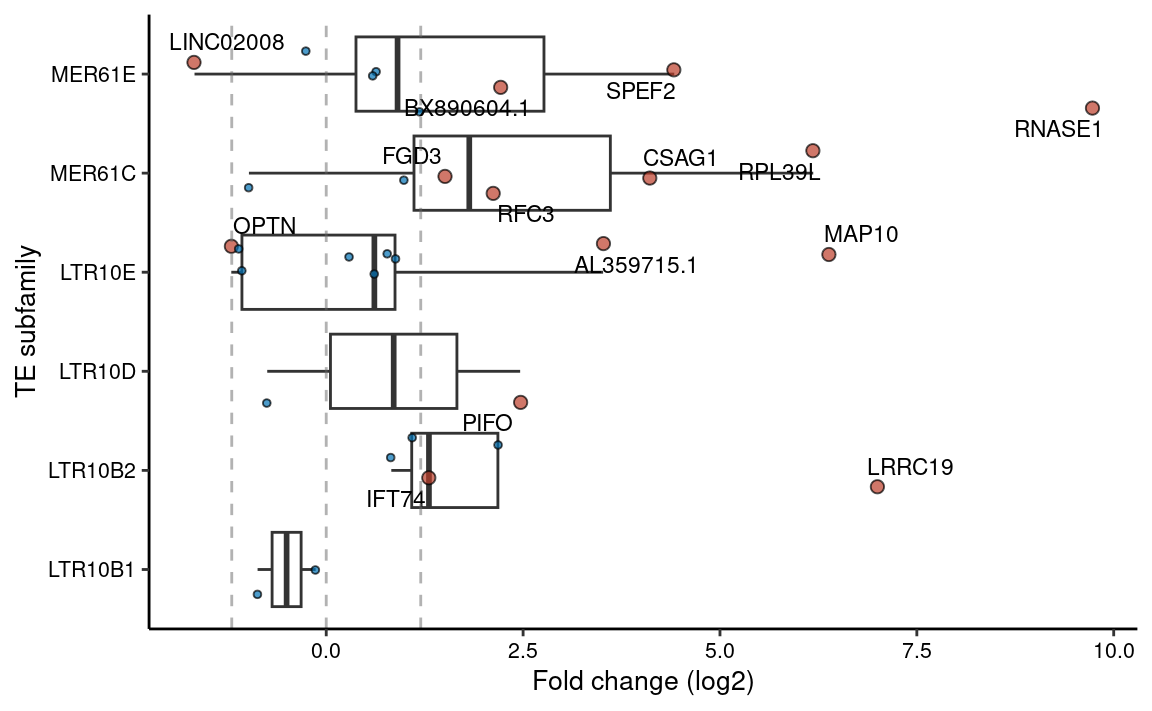 LINC02008
MER61E
SPEF2
BX890604.1
RNASE1
FGD3
CSAG1
MER61C
RPL39L
RFC3
OPTN
MAP10
AL359715.1
LTR10E
TE subfamily
LTR10D
PIFO
LTR10B2
LRRC19
IFT74
LTR10B1
0.0 2.5 5.0 7.5 10.0
Fold change (log2)